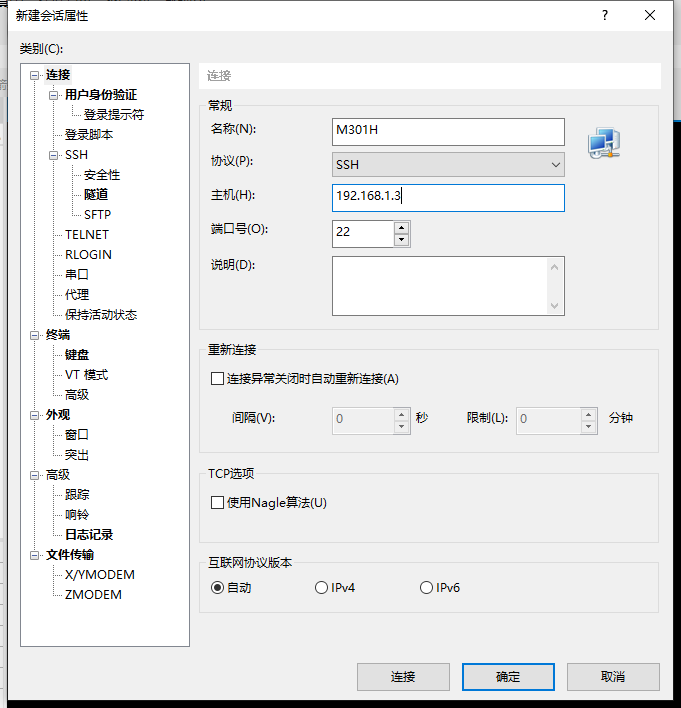 新建会话属性
类别(C):
连接
用户身份验证
登录提示符
登录脚本
SSH
安全性
隧道
SFTP
TELNET
RLOGIN
串口
代理
保持活动状态
终端
键盘
VT 模式
高级
外观
窗口
突出
高级
跟踪
响铃
日志记录
文件传输
X/YMODEM
ZMODEM
连接
常规
名称(N): M301H
协议(P): SSH
主机(H): 192.168.1.3
端口号(O): 22
说明(D):
重新连接
连接异常关闭时自动重新连接(A)
间隔(V): 0 秒 限制(L): 0 分钟
TCP选项
使用Nagle算法(U)
互联网协议版本
自动 IPv4 IPv6
连接 确定 取消